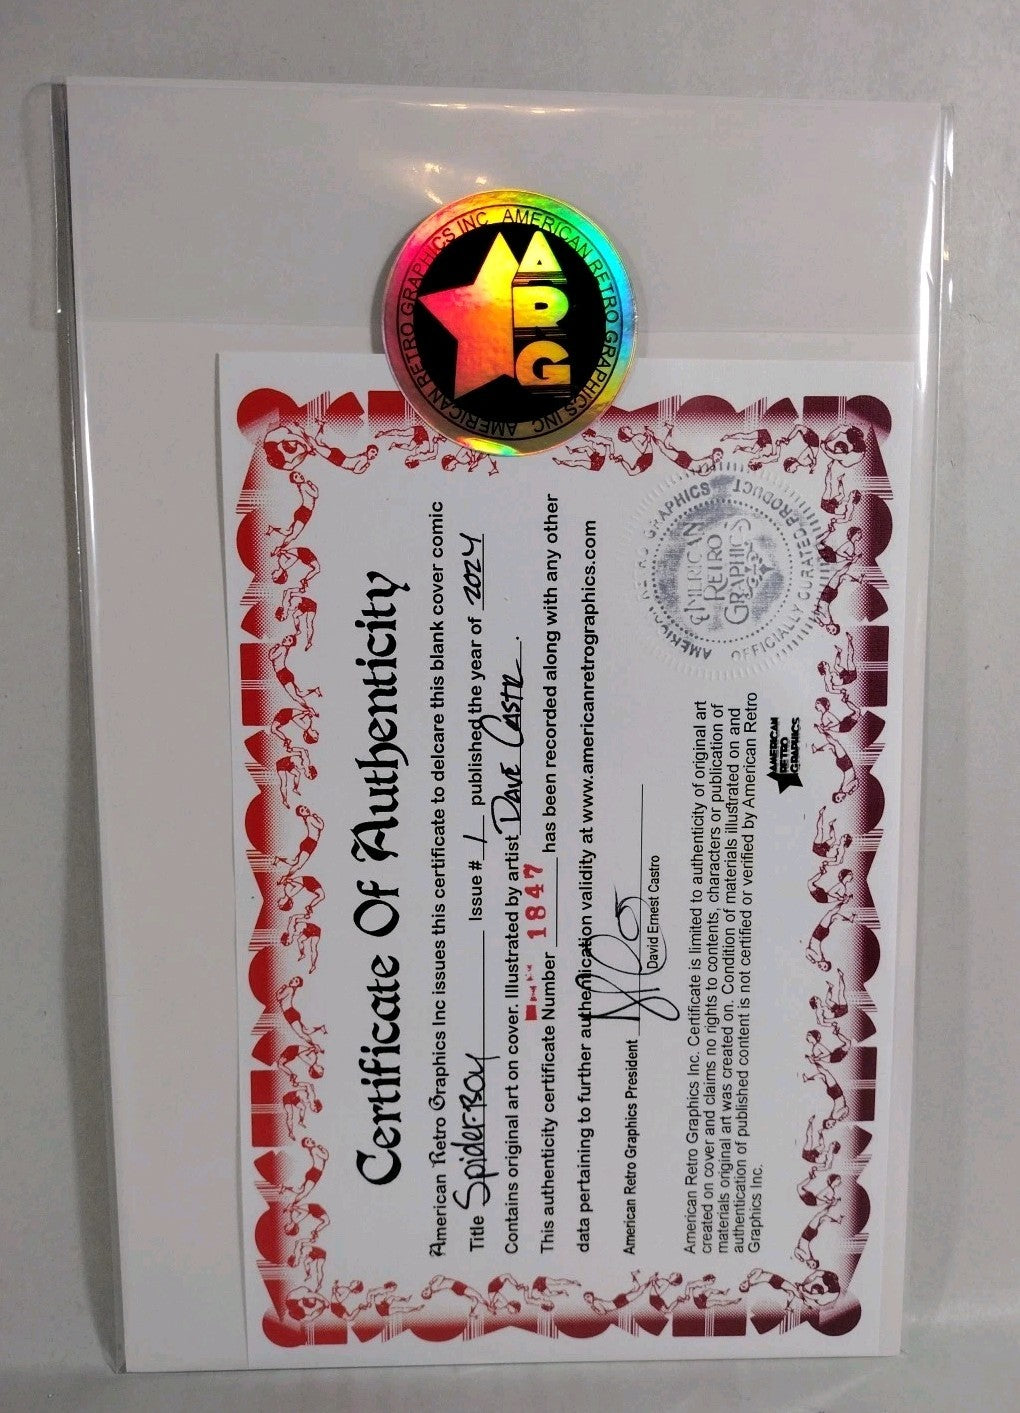 AMERICAN RETRO GRAPHICS INC AMERICAN RETRO GRAPHICS INC
ARG
Certificate Of Authenticity
American Retro Graphics Inc issues this certificate to delcare this blank cover comic
Title Spider-Boy Issue # 1 published the year of 2024
Contains original art on cover. Illustrated by artist Dave Castr.
This authenticity certificate Number 1847 has been recorded along with any other
data pertaining to further authentication validity at www.americanretrographics.com
American Retro Graphics President
David Ernest Castro
American Retro Graphics Inc. Certificate is limited to authenticity of original art
created on cover and claims no rights to contents, characters or publication of
materials original art was created on. Condition of materials illustrated on and
authentication of published content is not certified or verified by American Retro
Graphics Inc.
AMERICAN
RETRO
GRAPHICS
AMERICAN RETRO GRAPHICS
OFFICIALLY CURATED PRODUCT
AMERICAN
RETRO
GRAPHICS